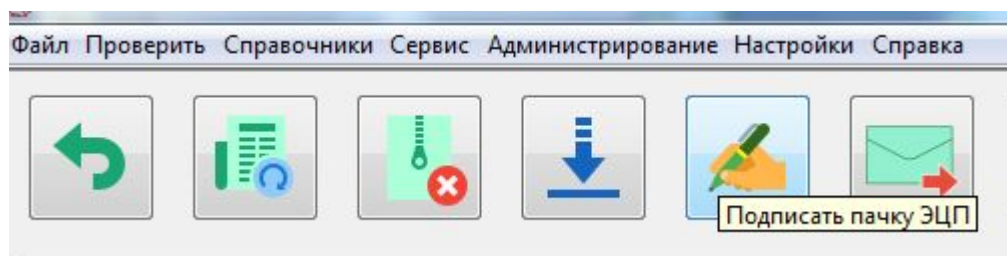 Файл Проверить Справочники Сервис Администрирование Настройки Справка
Подписать пачку ЭЦП